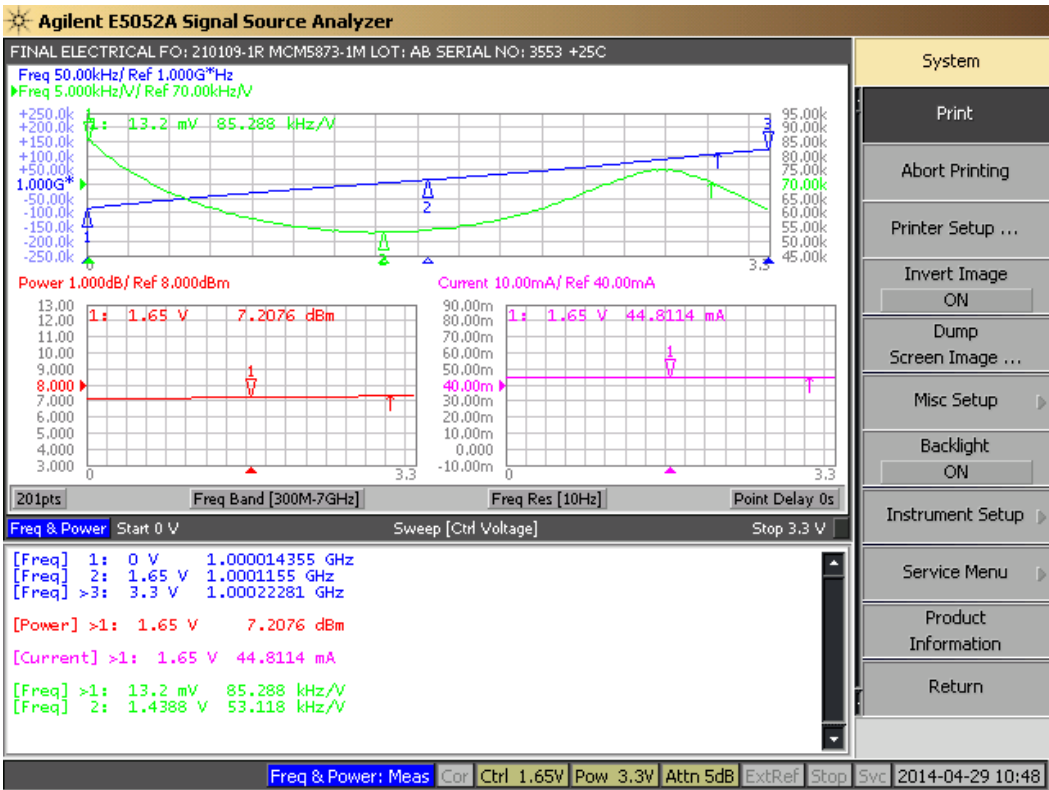 Agilent E5052A Signal Source Analyzer
FINAL ELECTRICAL FO: 210109-1R MCM5873-1M LOT: AB SERIAL NO: 3553 +25C
Freq 50.00kHz/ Ref 1.000G*Hz
Freq 5.000kHz/V/ Ref 70.00kHz/V
1: 13.2 mV 85.288 kHz/V
+250.0k
+200.0k
+150.0k
+100.0k
+50.00k
1.000G*
-50.00k
-100.0k
-150.0k
-200.0k
-250.0k
95.00k
90.00k
85.00k
80.00k
75.00k
70.00k
65.00k
60.00k
55.00k
50.00k
45.00k
1
1
2
2
3
0
3.3
Power 1.000dB/ Ref 8.000dBm
13.00
12.00
11.00
10.00
9.000
8.000
7.000
6.000
5.000
4.000
3.000
1: 1.65 V 7.2076 dBm
1
0
3.3
Current 10.00mA/ Ref 40.00mA
90.00m
80.00m
70.00m
60.00m
50.00m
40.00m
30.00m
20.00m
10.00m
0.000
-10.00m
1: 1.65 V 44.8114 mA
1
0
3.3
201pts Freq Band [300M-7GHz] Freq Res [10Hz] Point Delay 0s
Freq & Power Start 0 V Sweep [Ctrl Voltage] Stop 3.3 V
[Freq] 1: 0 V 1.000014355 GHz
[Freq] 2: 1.65 V 1.0001155 GHz
[Freq] >3: 3.3 V 1.00022281 GHz
[Power] >1: 1.65 V 7.2076 dBm
[Current] >1: 1.65 V 44.8114 mA
[Freq] >1: 13.2 mV 85.288 kHz/V
[Freq] 2: 1.4388 V 53.118 kHz/V
System
Print
Abort Printing
Printer Setup ...
Invert Image
ON
Dump
Screen Image ...
Misc Setup
Backlight
ON
Instrument Setup
Service Menu
Product
Information
Return
Freq & Power: Meas Cor Ctrl 1.65V Pow 3.3V Attn 5dB ExtRef Stop Svc 2014-04-29 10:48